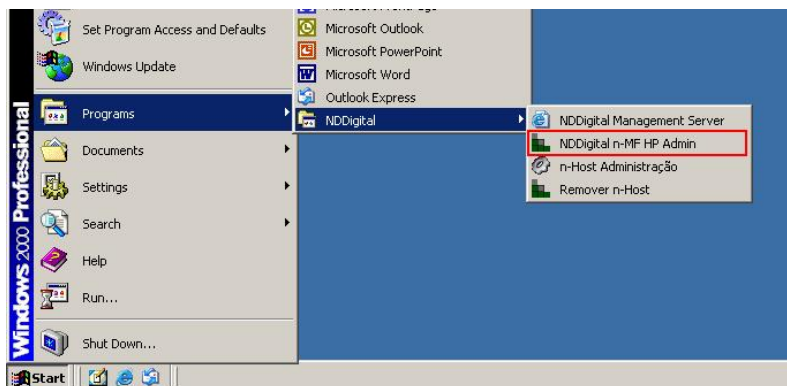 Set Program Access and Defaults
Windows Update
Programs
Documents
Settings
Search
Help
Run...
Shut Down...
Windows 2000 Professional
Start
Microsoft Outlook
Microsoft PowerPoint
Microsoft Word
Outlook Express
NDDigital
NDDigital Management Server
NDDigital n-MF HP Admin
n-Host Administração
Remover n-Host